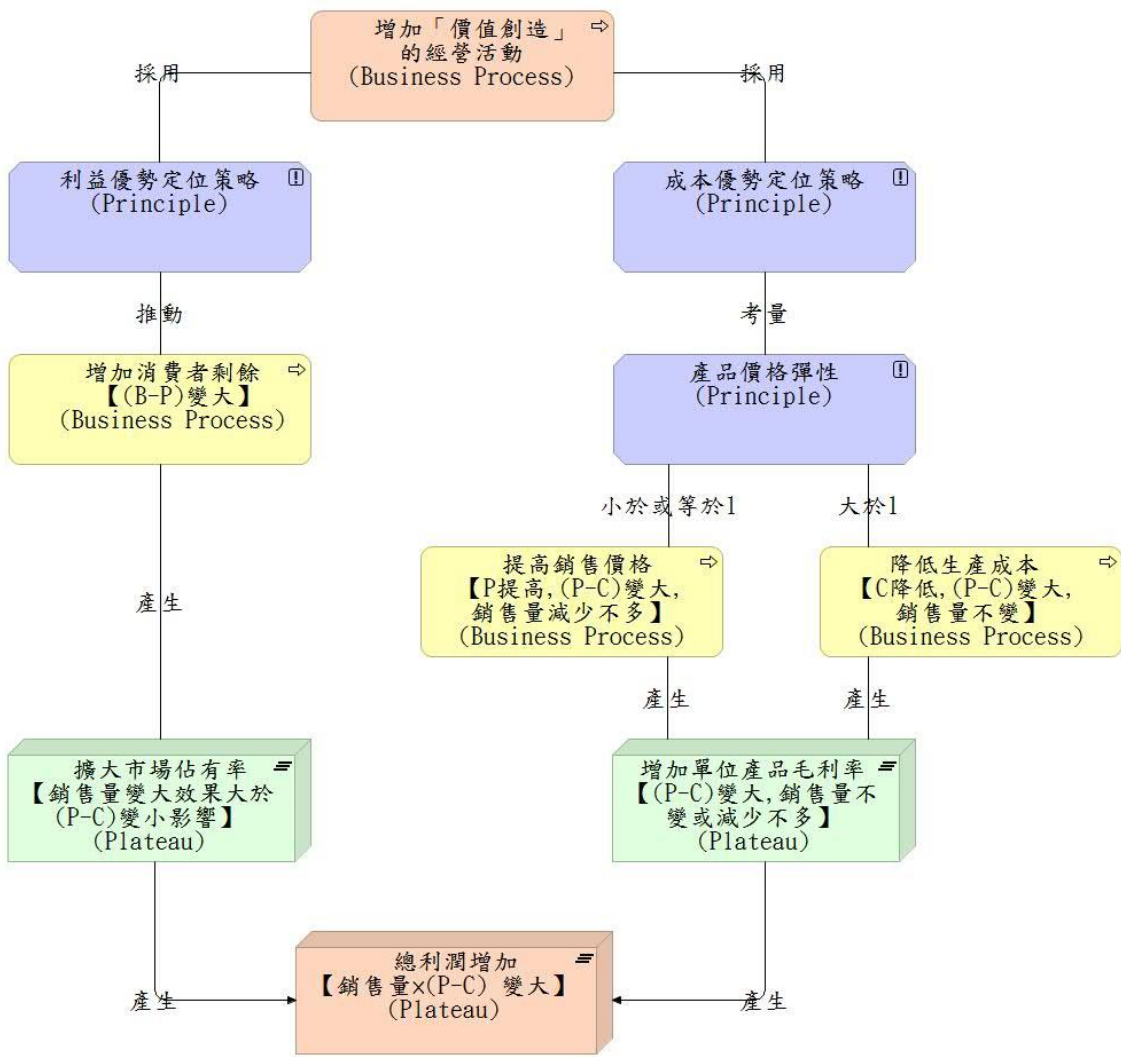 增加「價值創造」
的經營活動
(Business Process)
採用
採用
利益優勢定位策略
(Principle)
成本優勢定位策略
(Principle)
推動
考量
增加消費者剩餘
【(B-P)變大】
(Business Process)
產品價格彈性
(Principle)
小於或等於1
大於1
提高銷售價格
【P提高,(P-C)變大,
銷售量減少不多】
(Business Process)
降低生產成本
【C降低,(P-C)變大,
銷售量不變】
(Business Process)
產生
產生
產生
擴大市場佔有率
【銷售量變大效果大於
(P-C)變小影響】
(Plateau)
增加單位產品毛利率
【(P-C)變大,銷售量不
變或減少不多】
(Plateau)
總利潤增加
【銷售量x(P-C) 變大】
(Plateau)
產生
產生